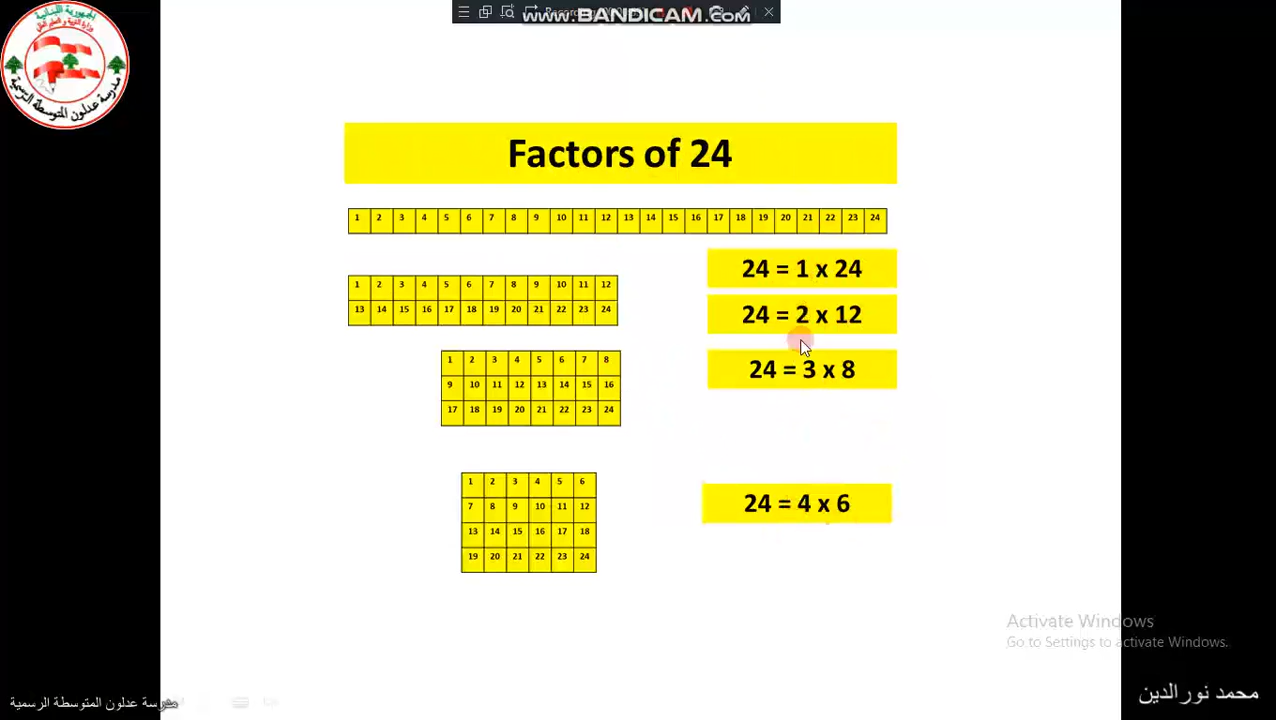 الجمهورية اللبنانية
مدرسة عدلون المتوسطة الرسمية
www.BANDICAM.com
Factors of 24
1 2 3 4 5 6 7 8 9 10 11 12 13 14 15 16 17 18 19 20 21 22 23 24
24 = 1 x 24
1 2 3 4 5 6 7 8 9 10 11 12
13 14 15 16 17 18 19 20 21 22 23 24
24 = 2 x 12
1 2 3 4 5 6 7 8
9 10 11 12 13 14 15 16
17 18 19 20 21 22 23 24
24 = 3 x 8
1 2 3 4 5 6
7 8 9 10 11 12
13 14 15 16 17 18
19 20 21 22 23 24
24 = 4 x 6
Activate Windows
Go to Settings to activate Windows.
محمد نور الدين
مدرسة عدلون المتوسطة الرسمية